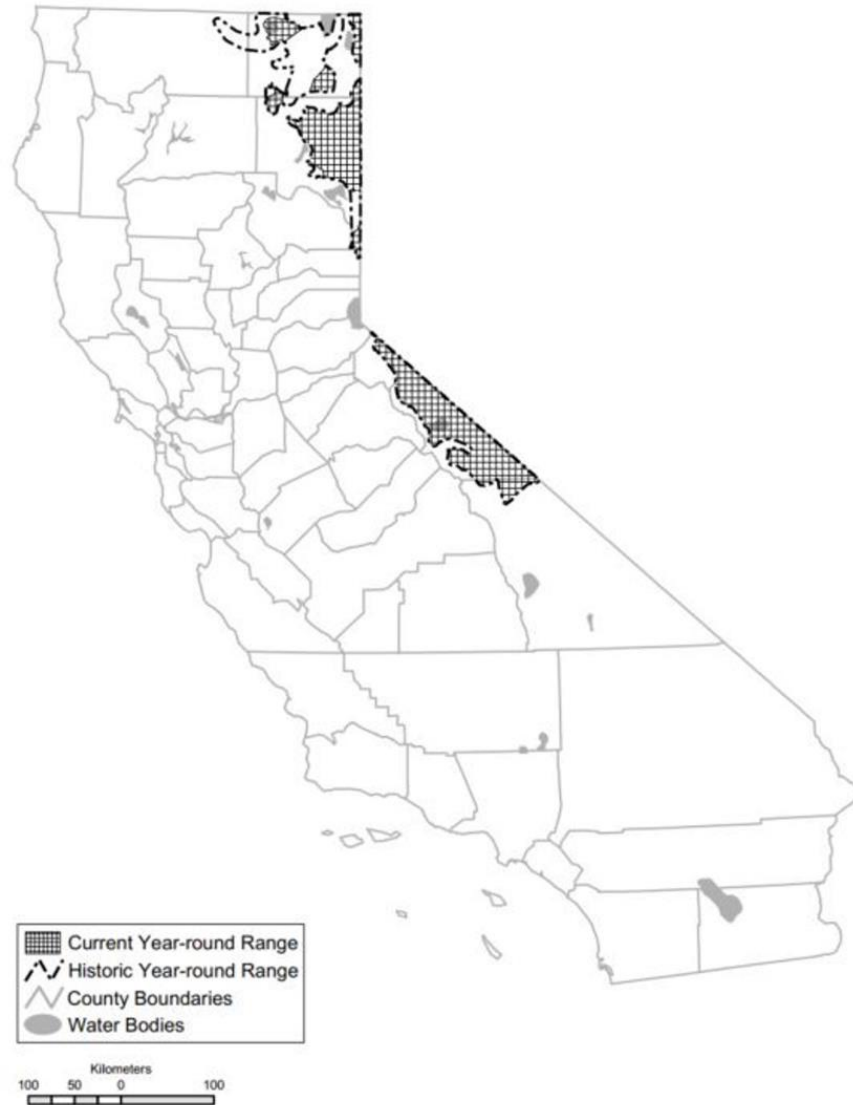 Current Year-round Range
Historic Year-round Range
County Boundaries
Water Bodies
Kilometers
100 50 0 100